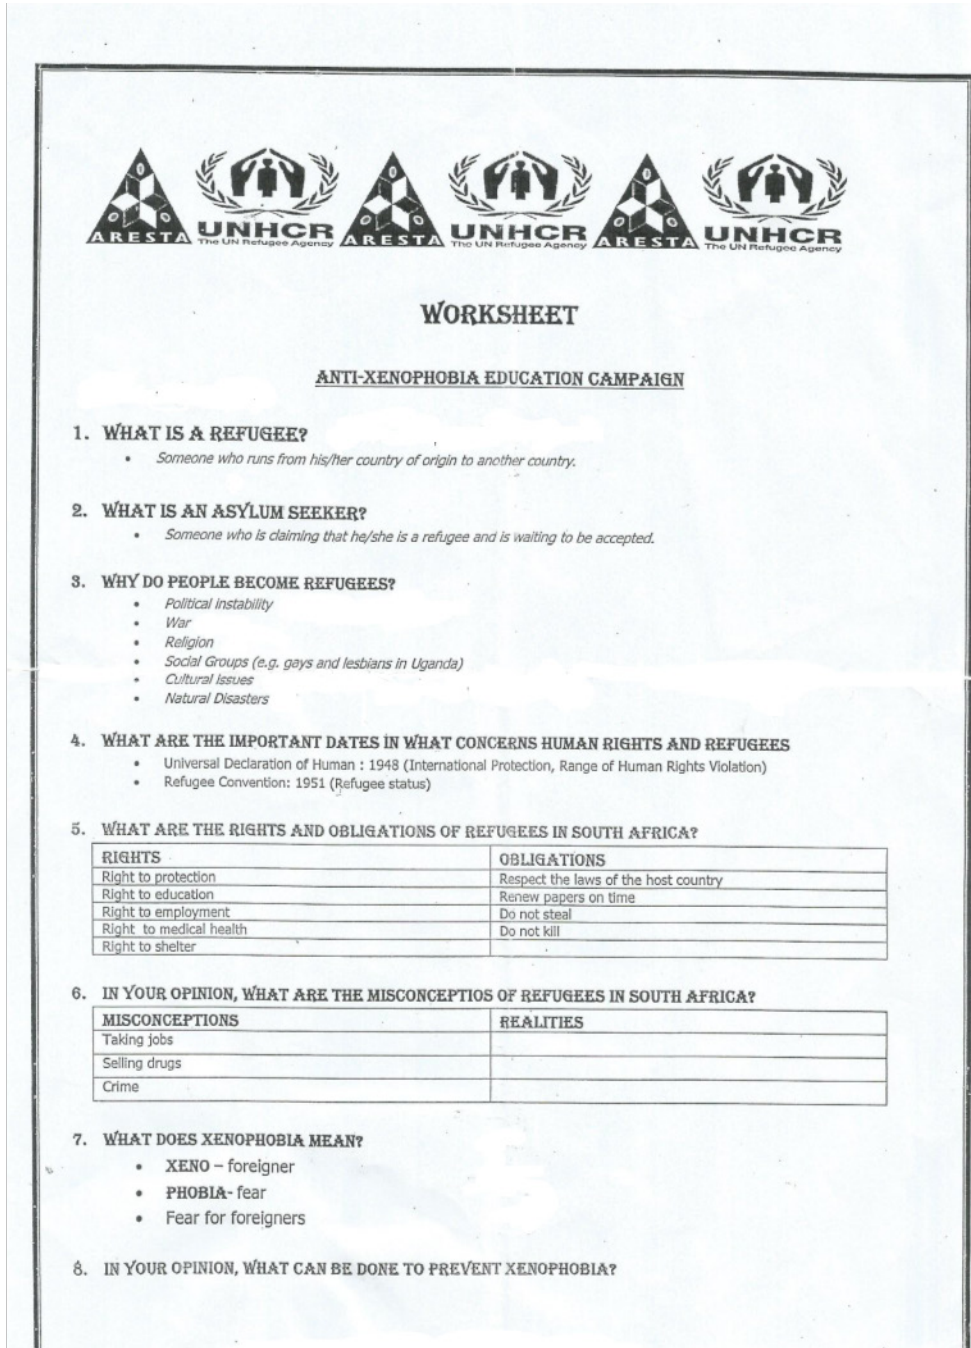 ARESTA UNHCR The UN Refugee Agency ARESTA UNHCR The UN Refugee Agency ARESTA UNHCR The UN Refugee Agency
WORKSHEET
ANTI-XENOPHOBIA EDUCATION CAMPAIGN
1. WHAT IS A REFUGEE?
• Someone who runs from his/her country of origin to another country.
2. WHAT IS AN ASYLUM SEEKER?
• Someone who is claiming that he/she is a refugee and is waiting to be accepted.
3. WHY DO PEOPLE BECOME REFUGEES?
• Political instability
• War
• Religion
• Social Groups (e.g. gays and lesbians in Uganda)
• Cultural issues
• Natural Disasters
4. WHAT ARE THE IMPORTANT DATES IN WHAT CONCERNS HUMAN RIGHTS AND REFUGEES
• Universal Declaration of Human : 1948 (International Protection, Range of Human Rights Violation)
• Refugee Convention: 1951 (Refugee status)
5. WHAT ARE THE RIGHTS AND OBLIGATIONS OF REFUGEES IN SOUTH AFRICA?
RIGHTS OBLIGATIONS
Right to protection Respect the laws of the host country
Right to education Renew papers on time
Right to employment Do not steal
Right to medical health Do not kill
Right to shelter
6. IN YOUR OPINION, WHAT ARE THE MISCONCEPTIOS OF REFUGEES IN SOUTH AFRICA?
MISCONCEPTIONS REALITIES
Taking jobs
Selling drugs
Crime
7. WHAT DOES XENOPHOBIA MEAN?
• XENO – foreigner
• PHOBIA- fear
• Fear for foreigners
8. IN YOUR OPINION, WHAT CAN BE DONE TO PREVENT XENOPHOBIA?